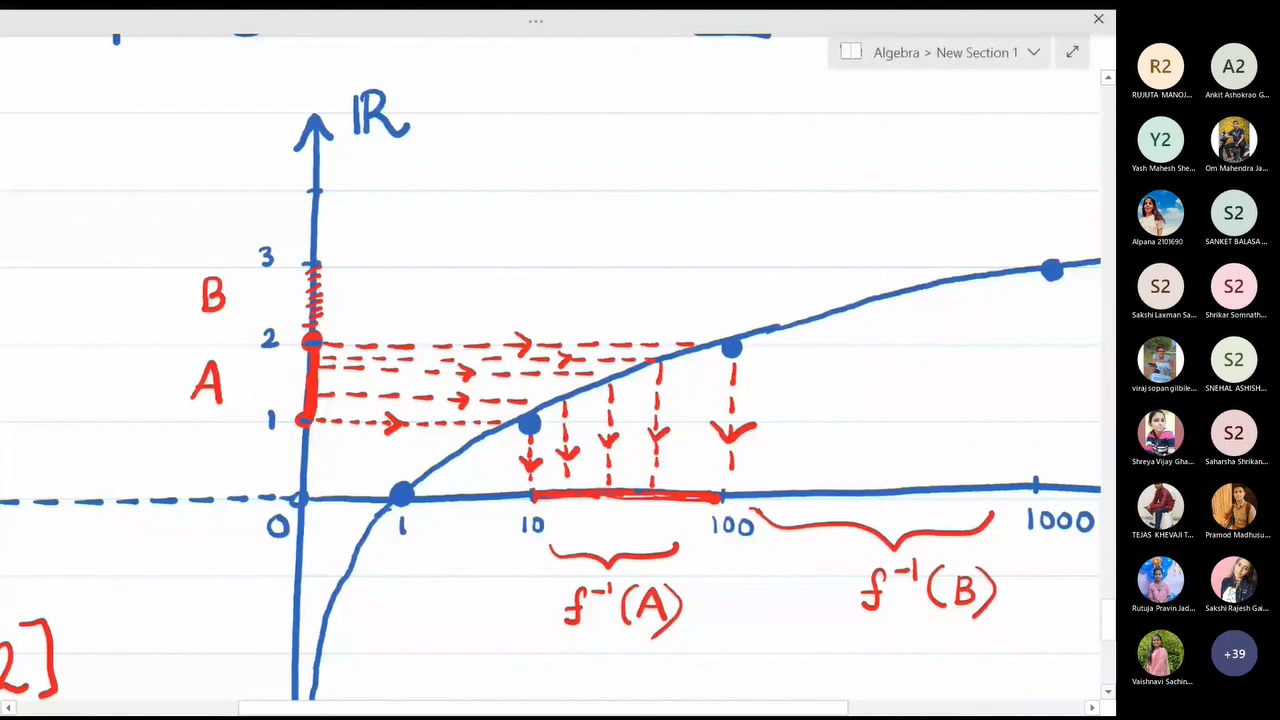 Algebra > New Section 1
IR
3
B
2
A
1
0
1
10
100
1000
f⁻¹(A)
f⁻¹(B)
2]
R2
RUJUTA MANOJ...
A2
Ankit Ashokrao G...
Y2
Yash Mahesh She...
Om Mahendra Ja...
Alpana 2101690
S2
SANKET BALASA...
S2
Sakshi Laxman Sa...
S2
Shrikar Somnath...
viraj sopan gilbile...
S2
SNEHAL ASHISH...
Shreya Vijay Gha...
S2
Saharsha Shrikan...
TEJAS KHEVAJI T...
Pramod Madhusu...
Rutuja Pravin Jad...
Sakshi Rajesh Gai...
Vaishnavi Sachin...
+39